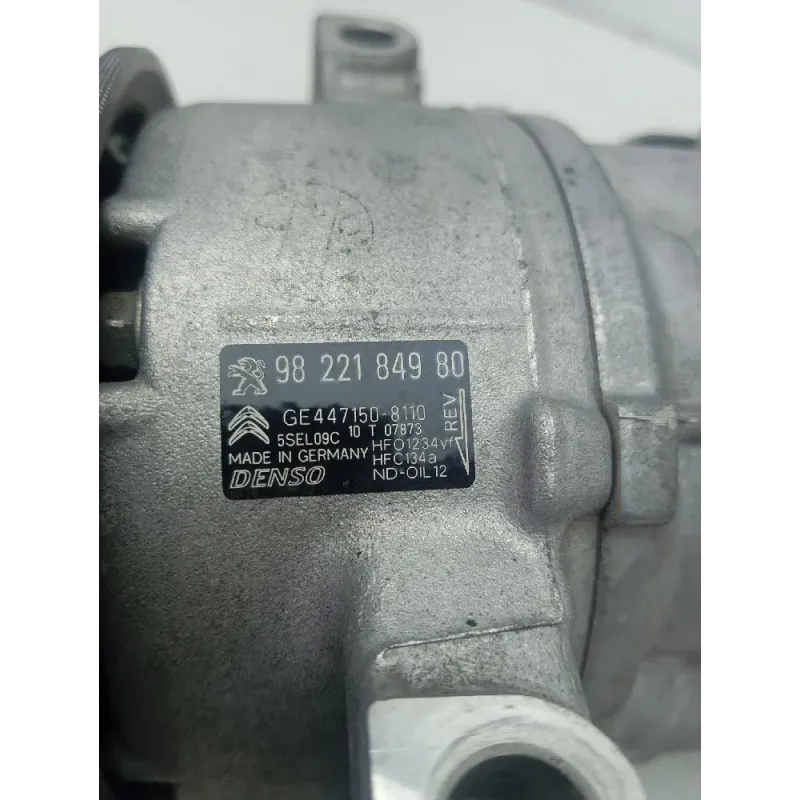 98 221 849 80
GE447150-8110
5SEL09C 10 T 07873
HFO1234yf
MADE IN GERMANY
HFC134a
DENSO
ND-OIL12
REV